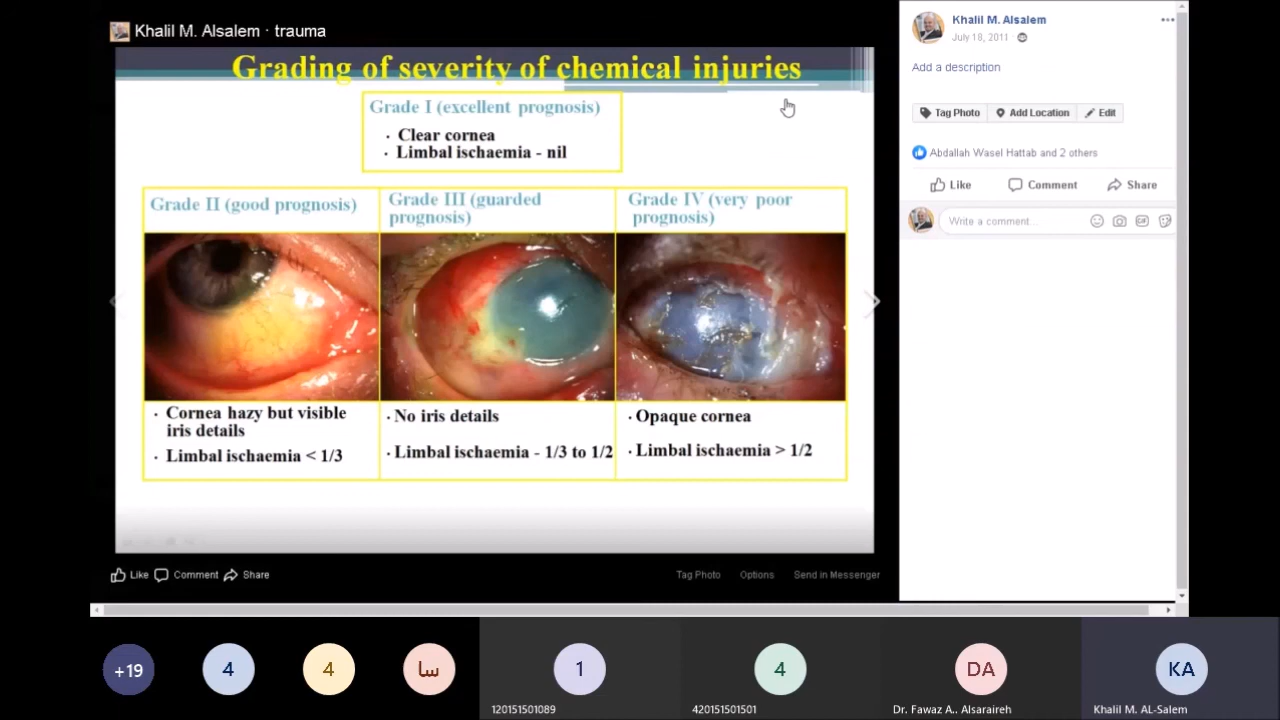 Khalil M. Alsalem · trauma
Grading of severity of chemical injuries
Grade I (excellent prognosis)
· Clear cornea
· Limbal ischaemia - nil
Grade II (good prognosis)
Grade III (guarded
prognosis)
Grade IV (very poor
prognosis)
· Cornea hazy but visible
iris details
· Limbal ischaemia < 1/3
· No iris details
· Limbal ischaemia - 1/3 to 1/2
· Opaque cornea
· Limbal ischaemia > 1/2
Like Comment Share
Tag Photo Options Send in Messenger
Khalil M. Alsalem
July 18, 2011 ·
Add a description
Tag Photo Add Location Edit
Abdallah Wasel Hattab and 2 others
Like Comment Share
Write a comment...
GIF
+19
4
4
سا
1
120151501089
4
420151501501
DA
Dr. Fawaz A.. Alsaraireh
KA
Khalil M. AL-Salem